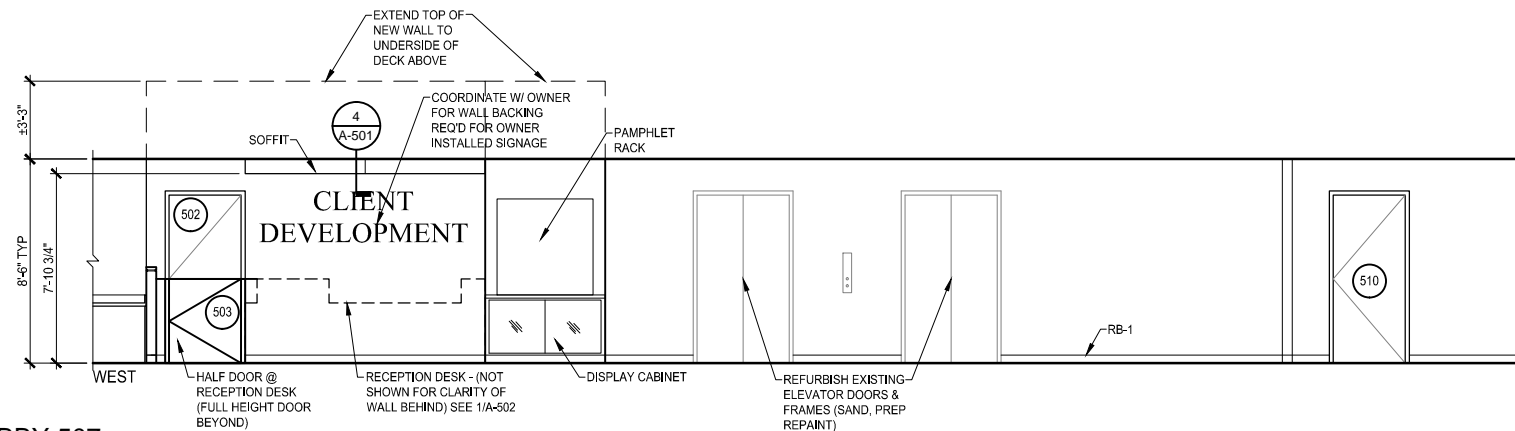 EXTEND TOP OF
NEW WALL TO
UNDERSIDE OF
DECK ABOVE
±3'-3"
4
A-501
COORDINATE W/ OWNER
FOR WALL BACKING
REQ'D FOR OWNER
INSTALLED SIGNAGE
SOFFIT
PAMPHLET
RACK
8'-6" TYP
7'-10 3/4"
502
CLIENT
DEVELOPMENT
503
510
RB-1
WEST
HALF DOOR @
RECEPTION DESK
(FULL HEIGHT DOOR
BEYOND)
RECEPTION DESK - (NOT
SHOWN FOR CLARITY OF
WALL BEHIND) SEE 1/A-502
DISPLAY CABINET
REFURBISH EXISTING
ELEVATOR DOORS &
FRAMES (SAND, PREP
REPAINT)